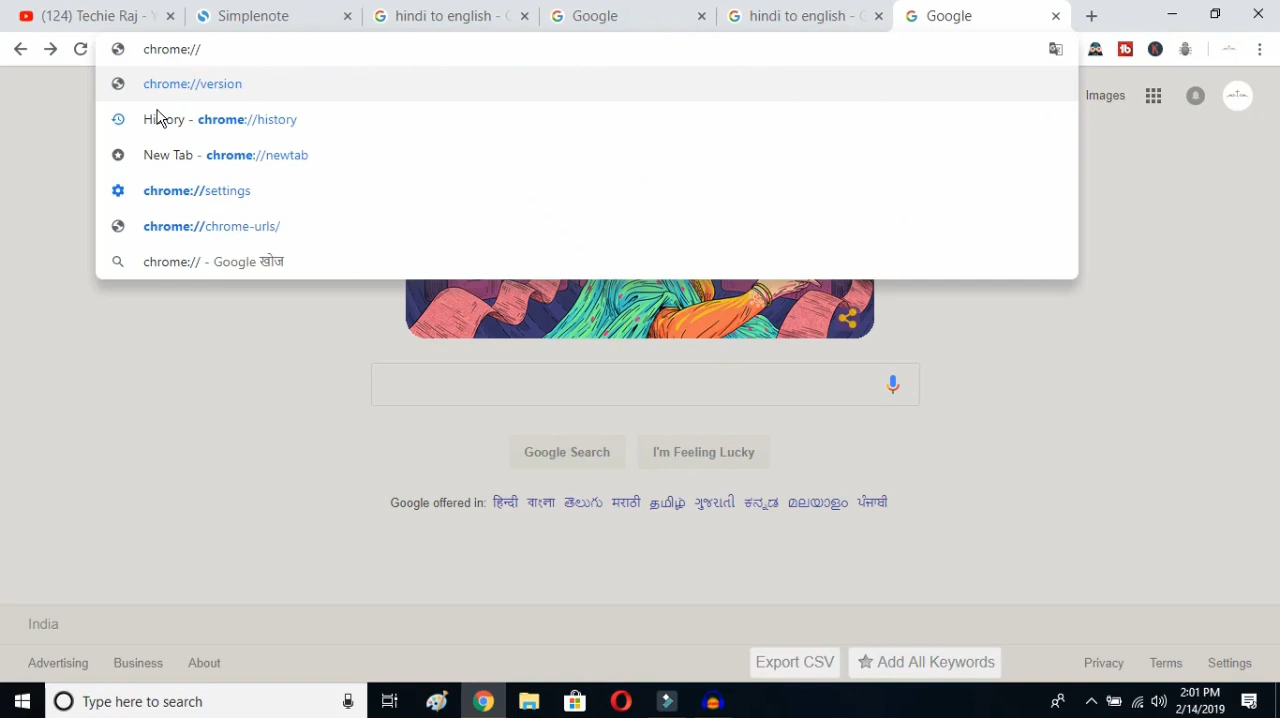 (124) Techie Raj - Y
Simplenote
hindi to english - G
Google
hindi to english - G
Google
chrome://
chrome://version
History - chrome://history
New Tab - chrome://newtab
chrome://settings
chrome://chrome-urls/
chrome:// - Google खोज
Images
Google Search
I'm Feeling Lucky
Google offered in: हिन्दी বাংলা తెలుగు मराठी தமிழ் ગુજરાતી ಕನ್ನಡ മലയാളം ਪੰਜਾਬੀ
India
Advertising Business About
Export CSV
Add All Keywords
Privacy Terms Settings
Type here to search
2:01 PM
2/14/2019